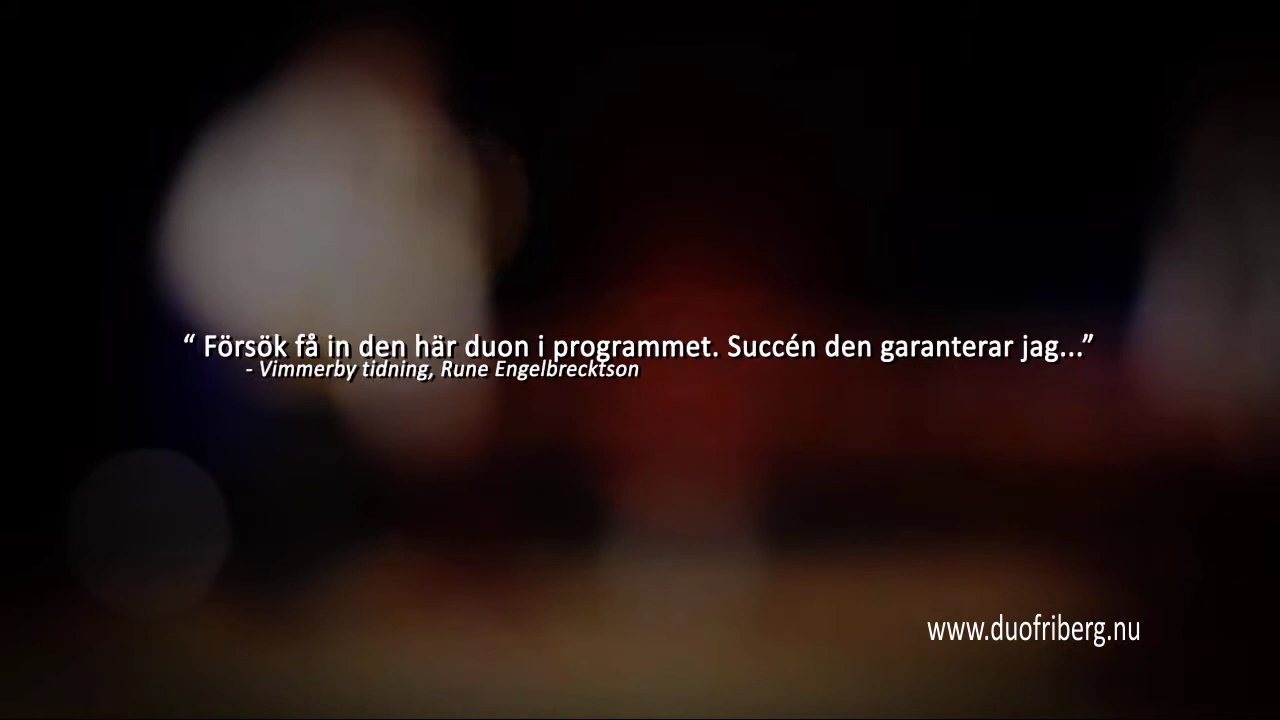 “ Försök få in den här duon i programmet. Succén den garanterar jag...”
- Vimmerby tidning, Rune Engelbrecktson
www.duofriberg.nu